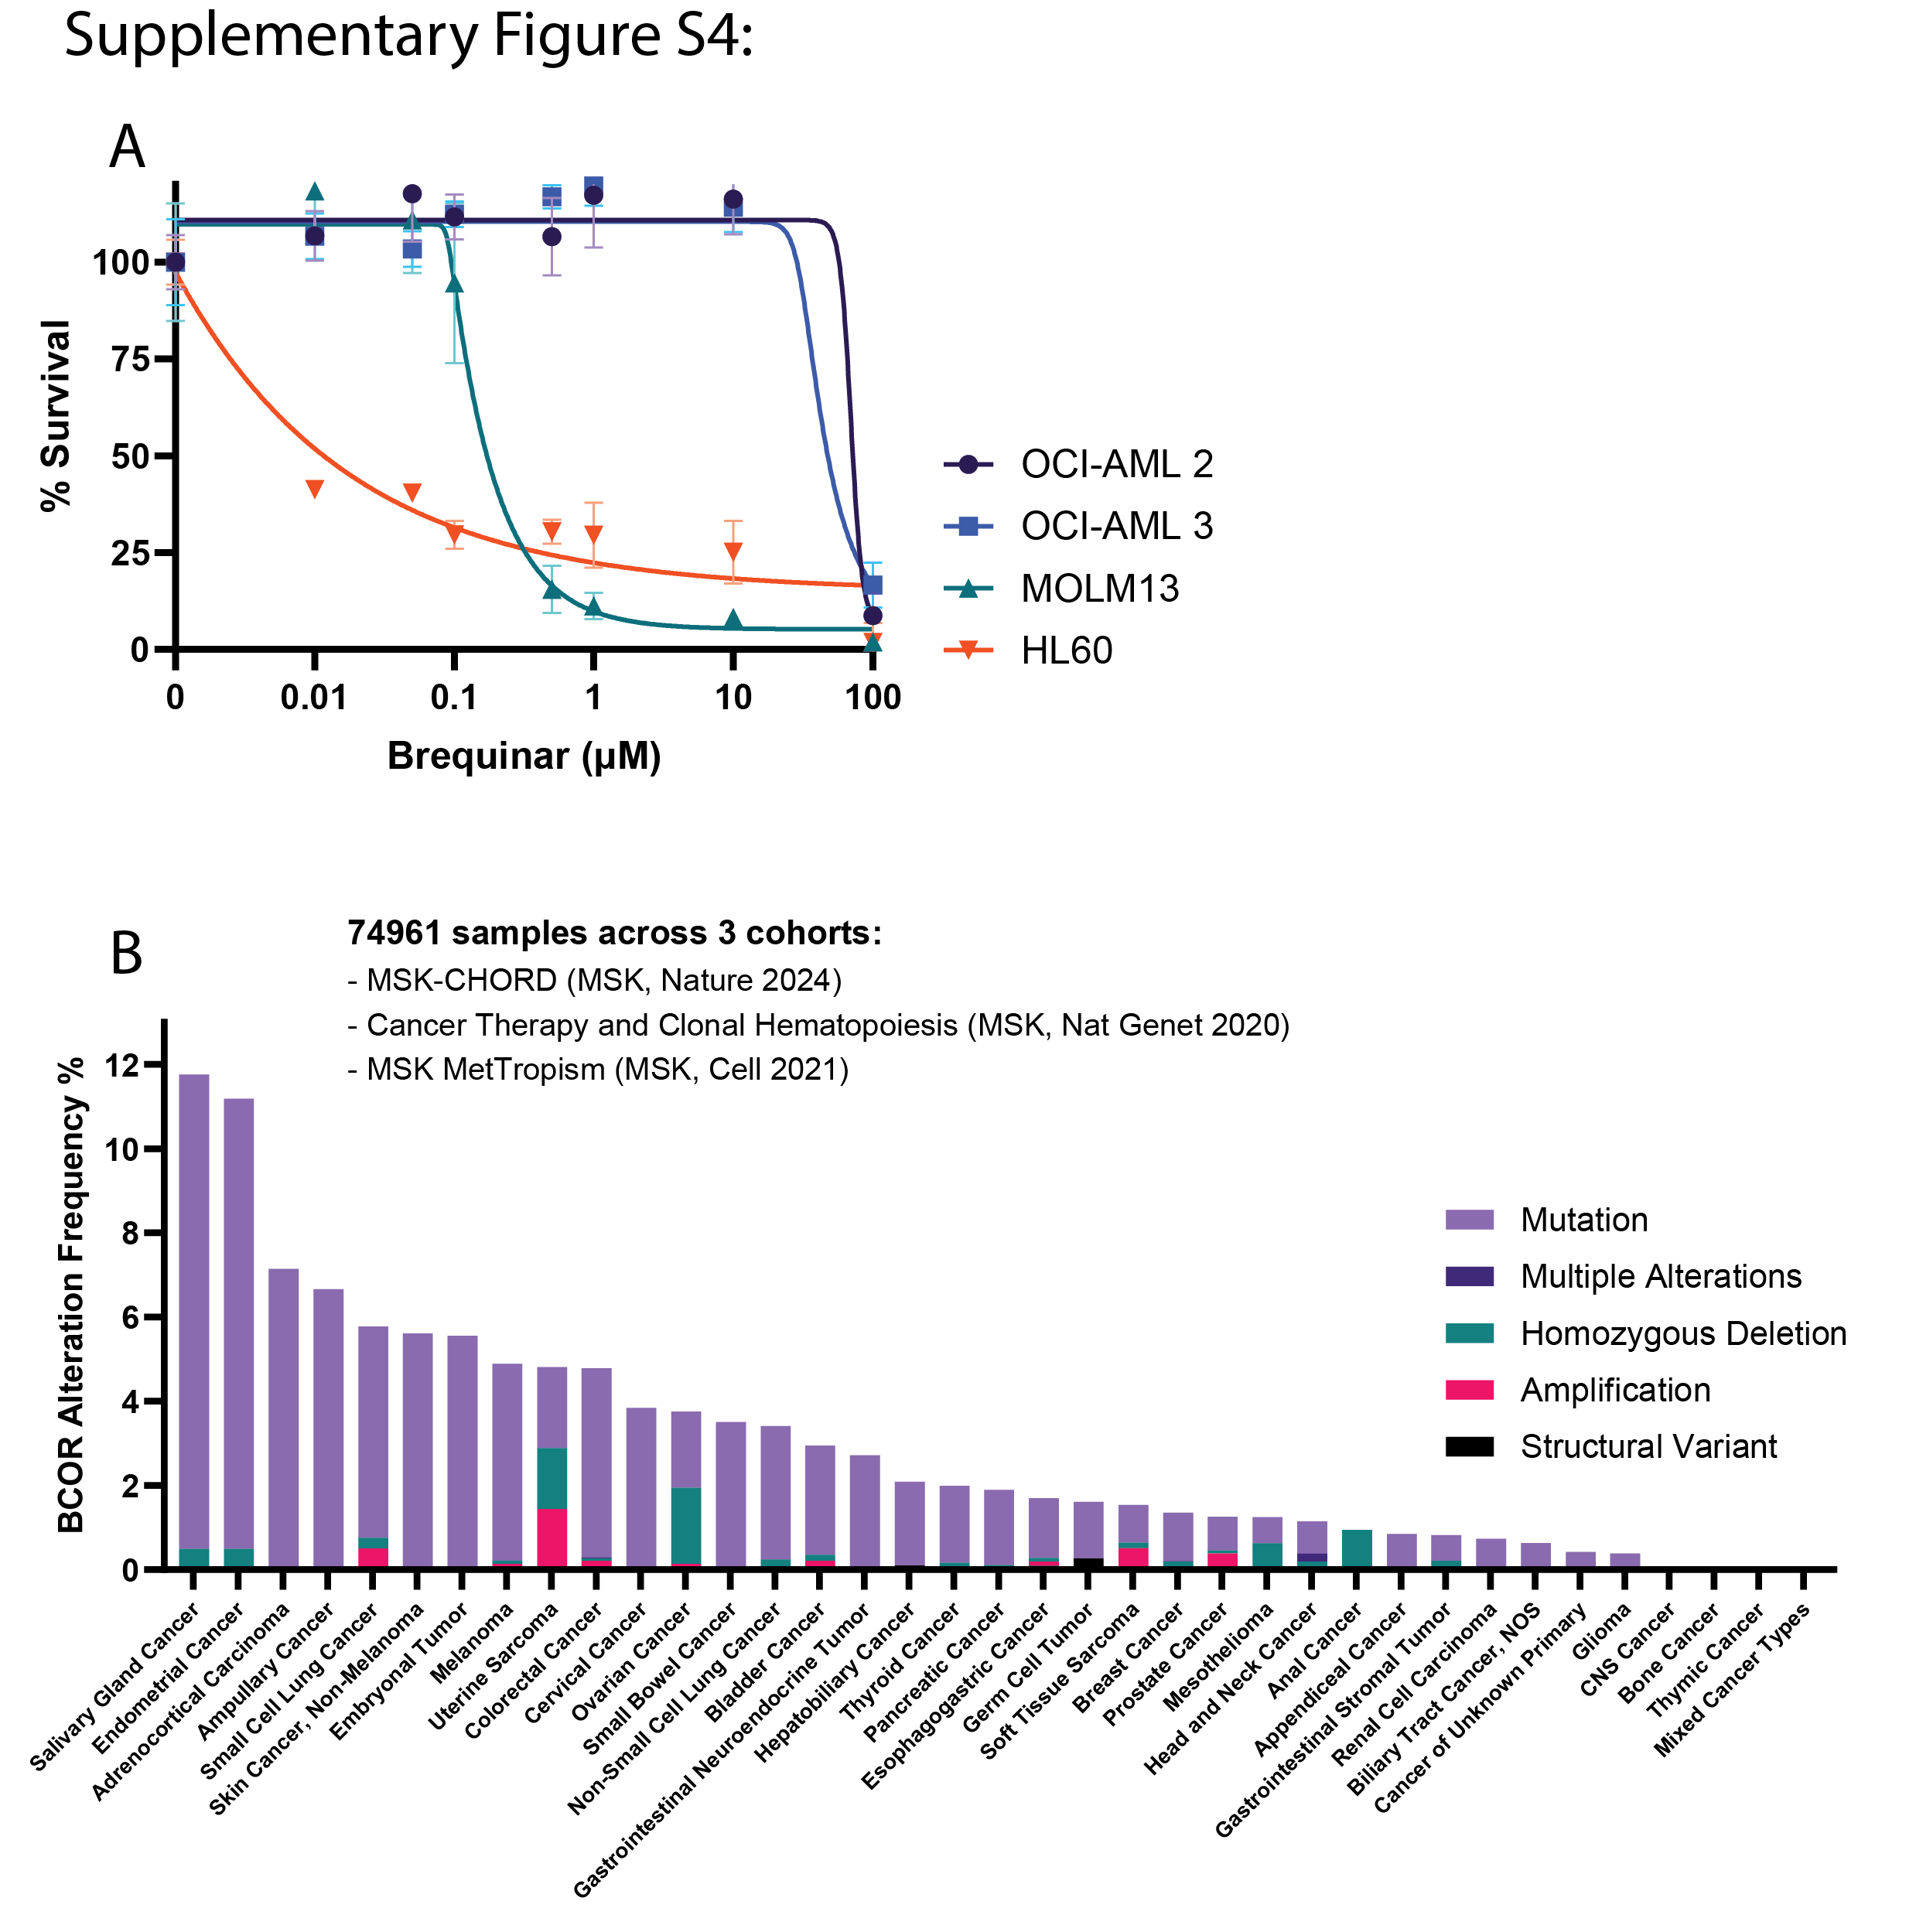 Supplementary Figure S4:
A
% Survival
100
75
50
25
0
0 0.01 0.1 1 10 100
Brequinar (µM)
OCI-AML 2
OCI-AML 3
MOLM13
HL60
B
74961 samples across 3 cohorts:
- MSK-CHORD (MSK, Nature 2024)
- Cancer Therapy and Clonal Hematopoiesis (MSK, Nat Genet 2020)
- MSK MetTropism (MSK, Cell 2021)
BCOR Alteration Frequency %
12
10
8
6
4
2
0
Mutation
Multiple Alterations
Homozygous Deletion
Amplification
Structural Variant
Salivary Gland Cancer
Endometrial Cancer
Adrenocortical Carcinoma
Ampullary Cancer
Small Cell Lung Cancer
Skin Cancer, Non-Melanoma
Embryonal Tumor
Melanoma
Uterine Sarcoma
Colorectal Cancer
Cervical Cancer
Ovarian Cancer
Small Bowel Cancer
Non-Small Cell Lung Cancer
Bladder Cancer
Gastrointestinal Neuroendocrine Tumor
Hepatobiliary Cancer
Thyroid Cancer
Pancreatic Cancer
Esophagogastric Cancer
Germ Cell Tumor
Soft Tissue Sarcoma
Breast Cancer
Prostate Cancer
Mesothelioma
Head and Neck Cancer
Anal Cancer
Appendiceal Cancer
Gastrointestinal Stromal Tumor
Renal Cell Carcinoma
Biliary Tract Cancer, NOS
Cancer of Unknown Primary
Glioma
CNS Cancer
Bone Cancer
Thymic Cancer
Mixed Cancer Types